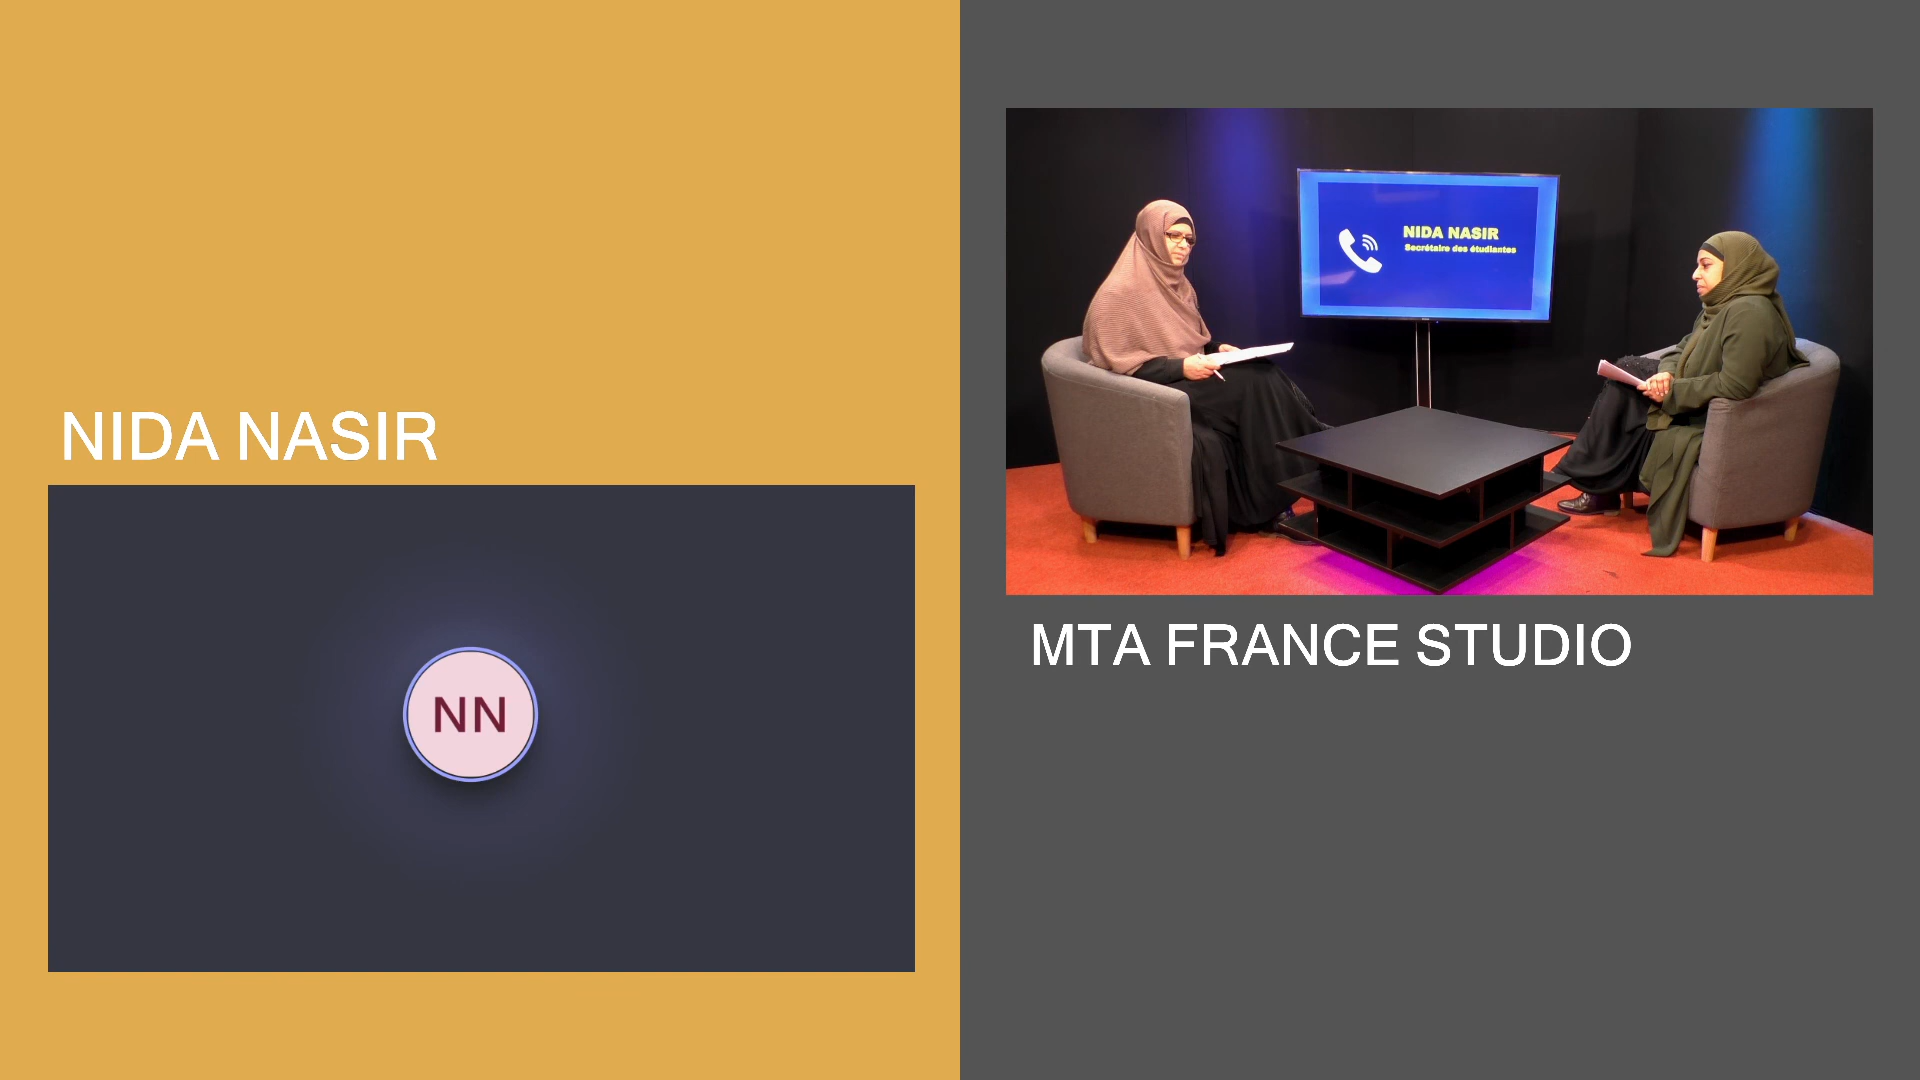 NIDA NASIR
NN
NIDA NASIR
Secrétaire des étudiantes
MTA FRANCE STUDIO